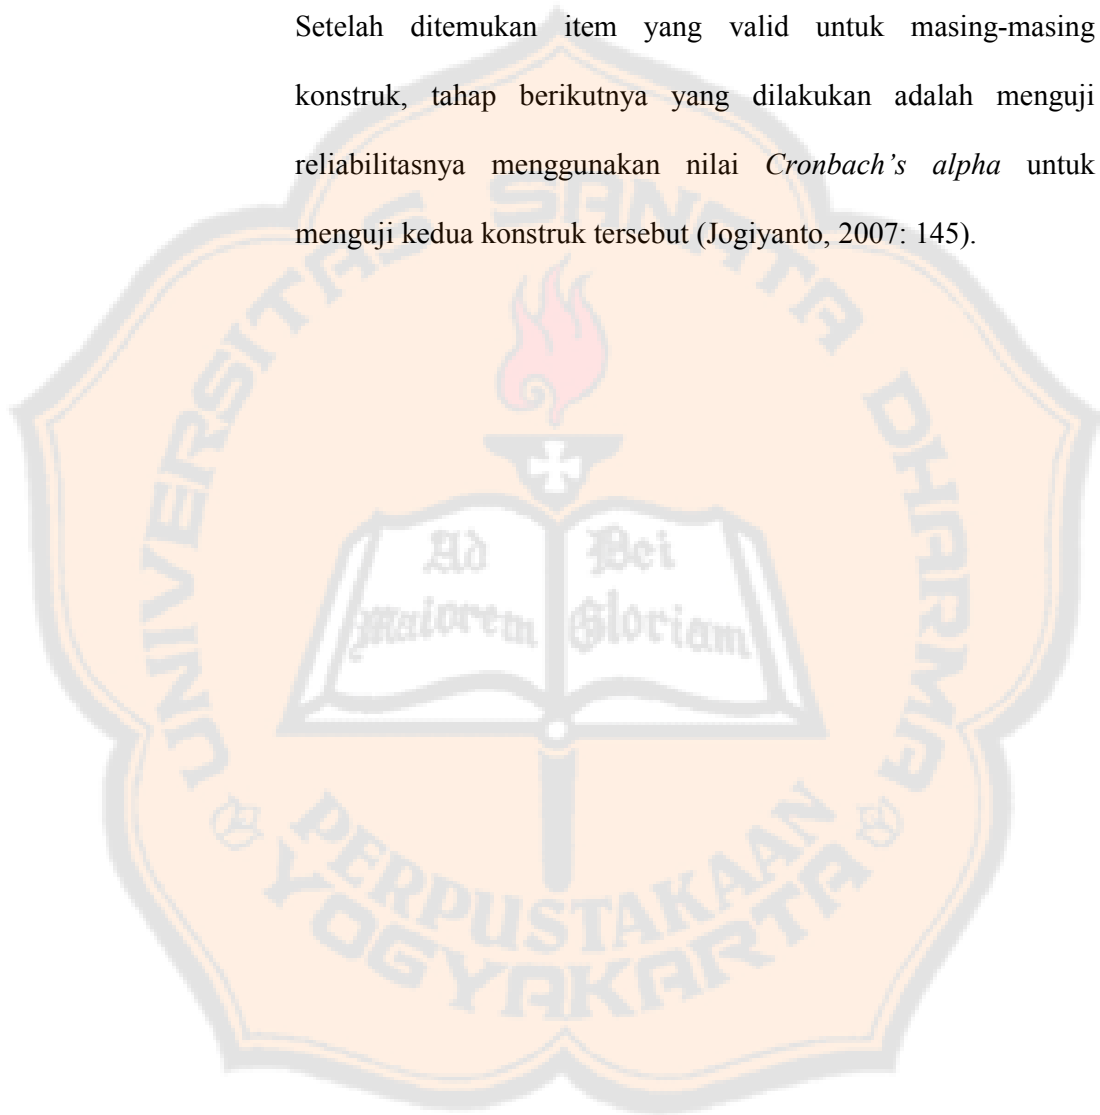 Setelah ditemukan item yang valid untuk masing-masing
konstruk, tahap berikutnya yang dilakukan adalah menguji
reliabilitasnya menggunakan nilai Cronbach’s alpha untuk
menguji kedua konstruk tersebut (Jogiyanto, 2007: 145).
UNIVERSITAS SANATA DHARMA
Ad Dei
Maiorem Gloriam
PERPUSTAKAAN
YOGYAKARTA